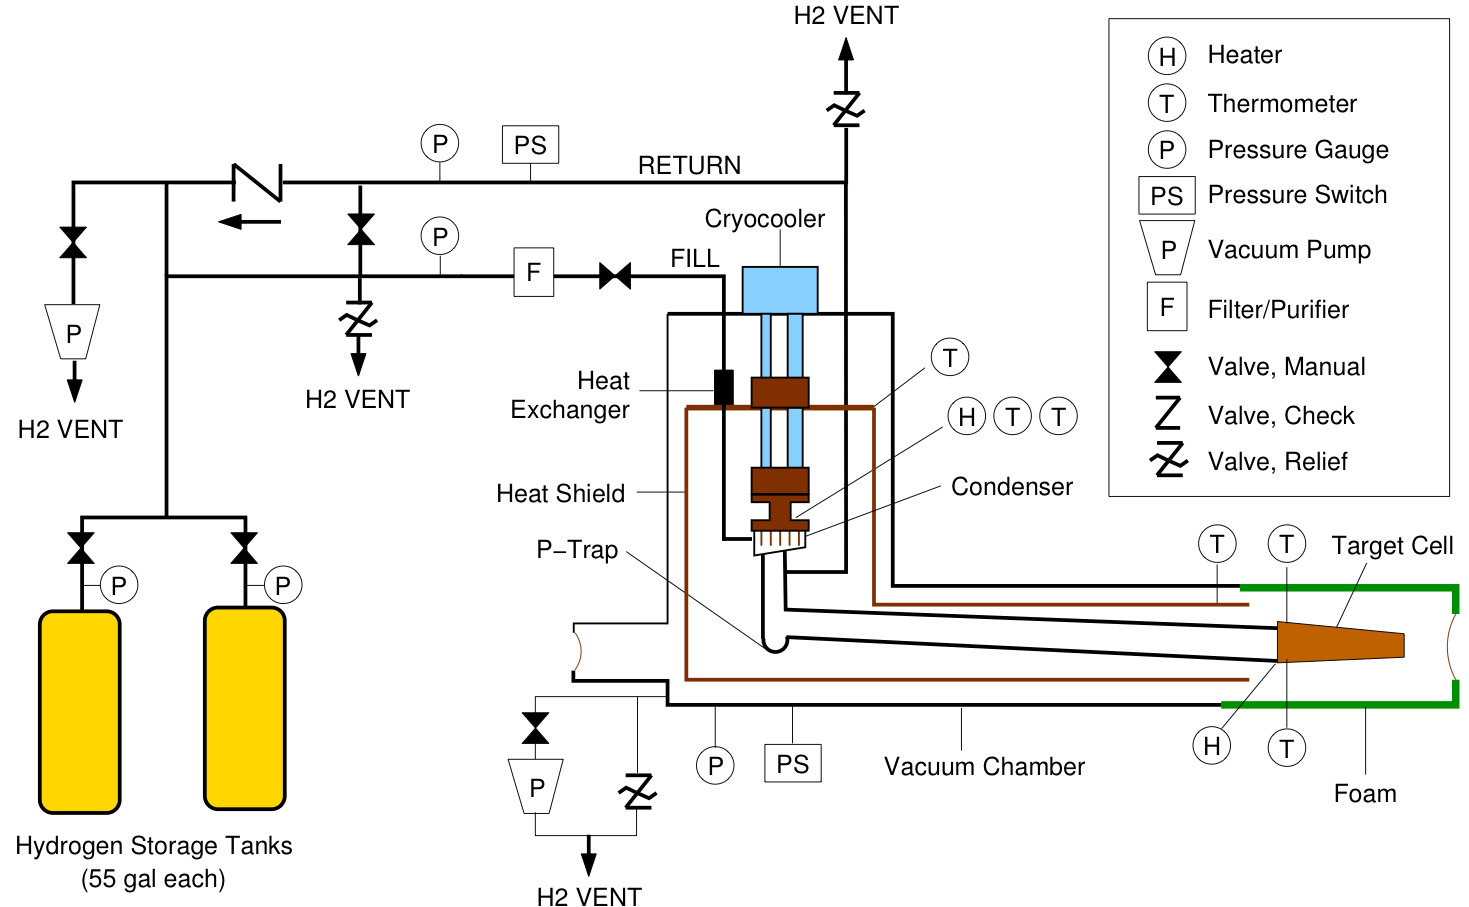 H2 VENT
H Heater
T Thermometer
P Pressure Gauge
PS Pressure Switch
P Vacuum Pump
F Filter/Purifier
Valve, Manual
Valve, Check
Valve, Relief
P
PS
RETURN
Cryocooler
P
F
FILL
P
H2 VENT
H2 VENT
Heat
Exchanger
T
H T T
Heat Shield
Condenser
P−Trap
T
T
Target Cell
P
P
P
P
PS
Vacuum Chamber
H
T
Foam
Hydrogen Storage Tanks
(55 gal each)
H2 VENT